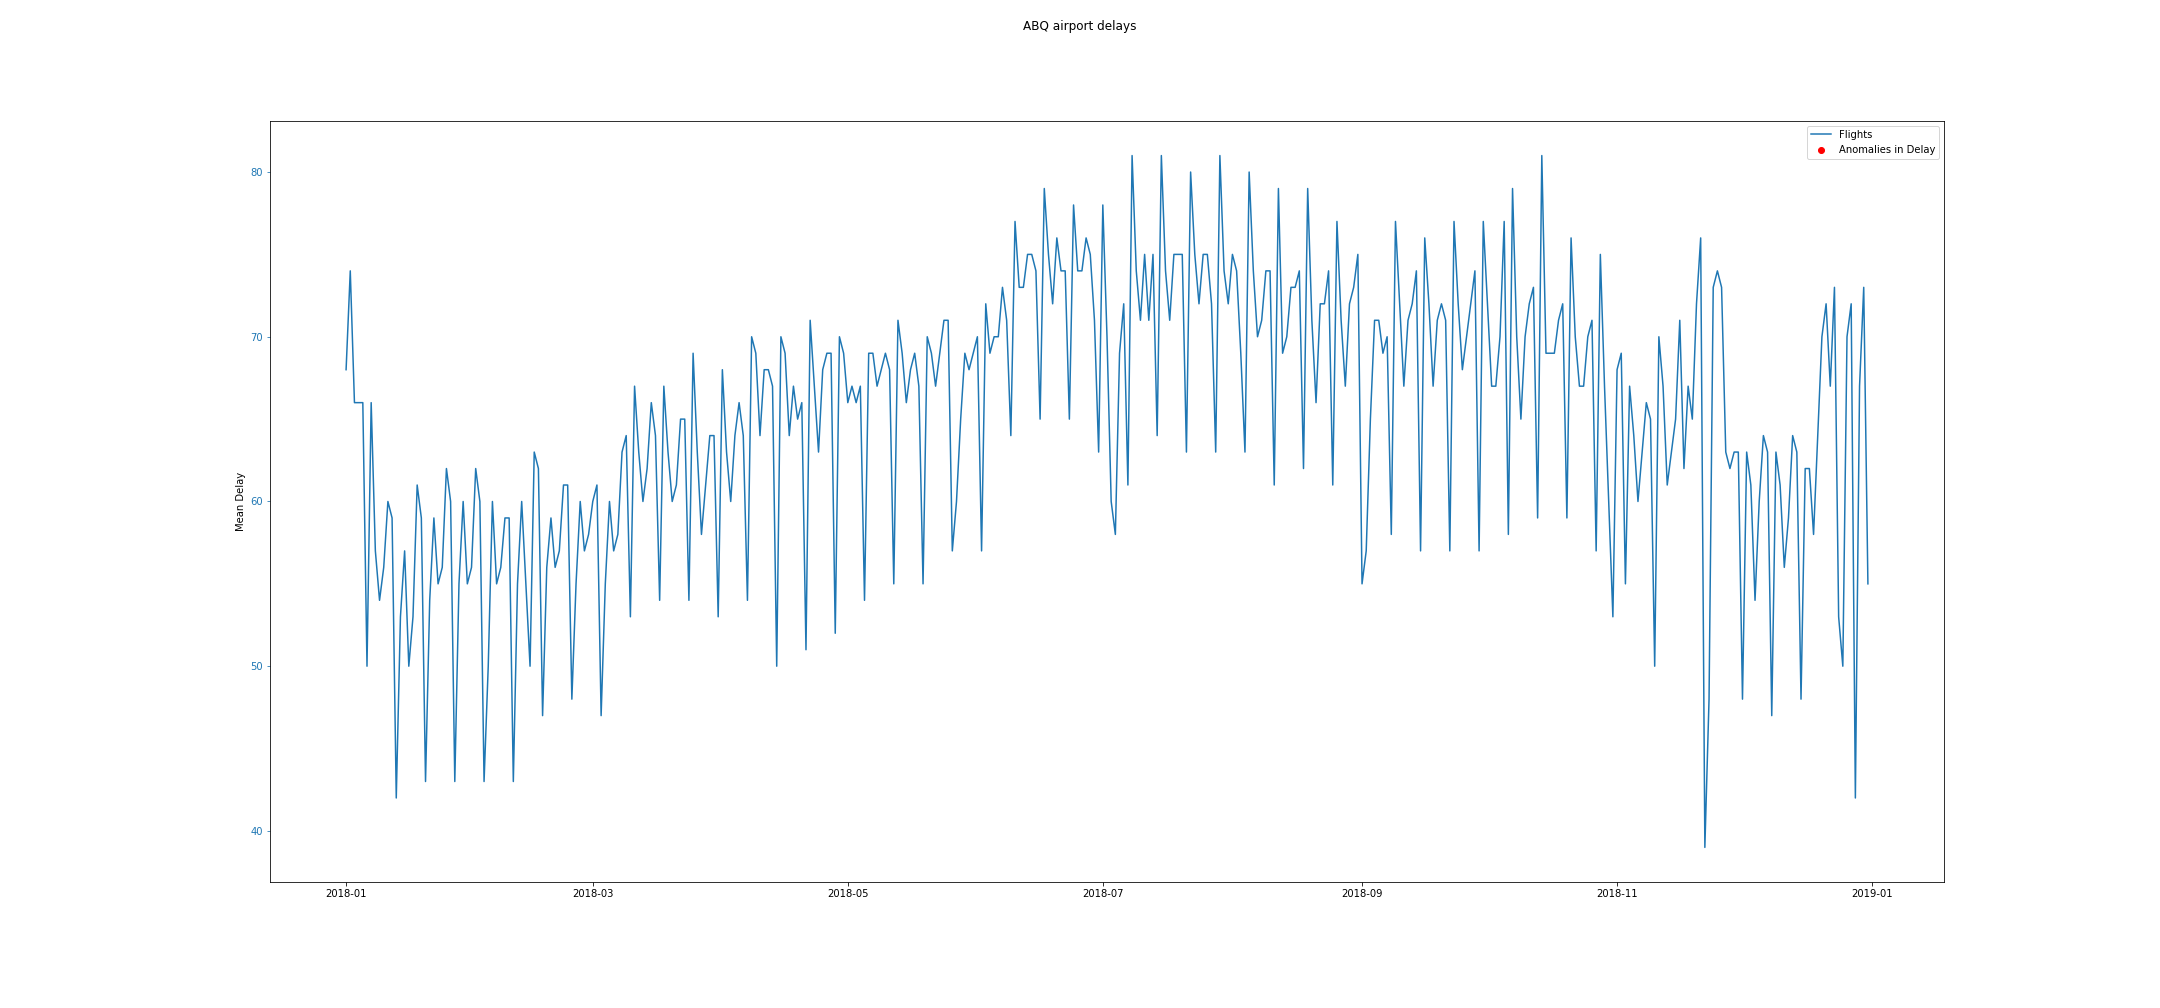 ABQ airport delays
Flights
Anomalies in Delay
80
70
60
50
40
Mean Delay
2018-01 2018-03 2018-05 2018-07 2018-09 2018-11 2019-01